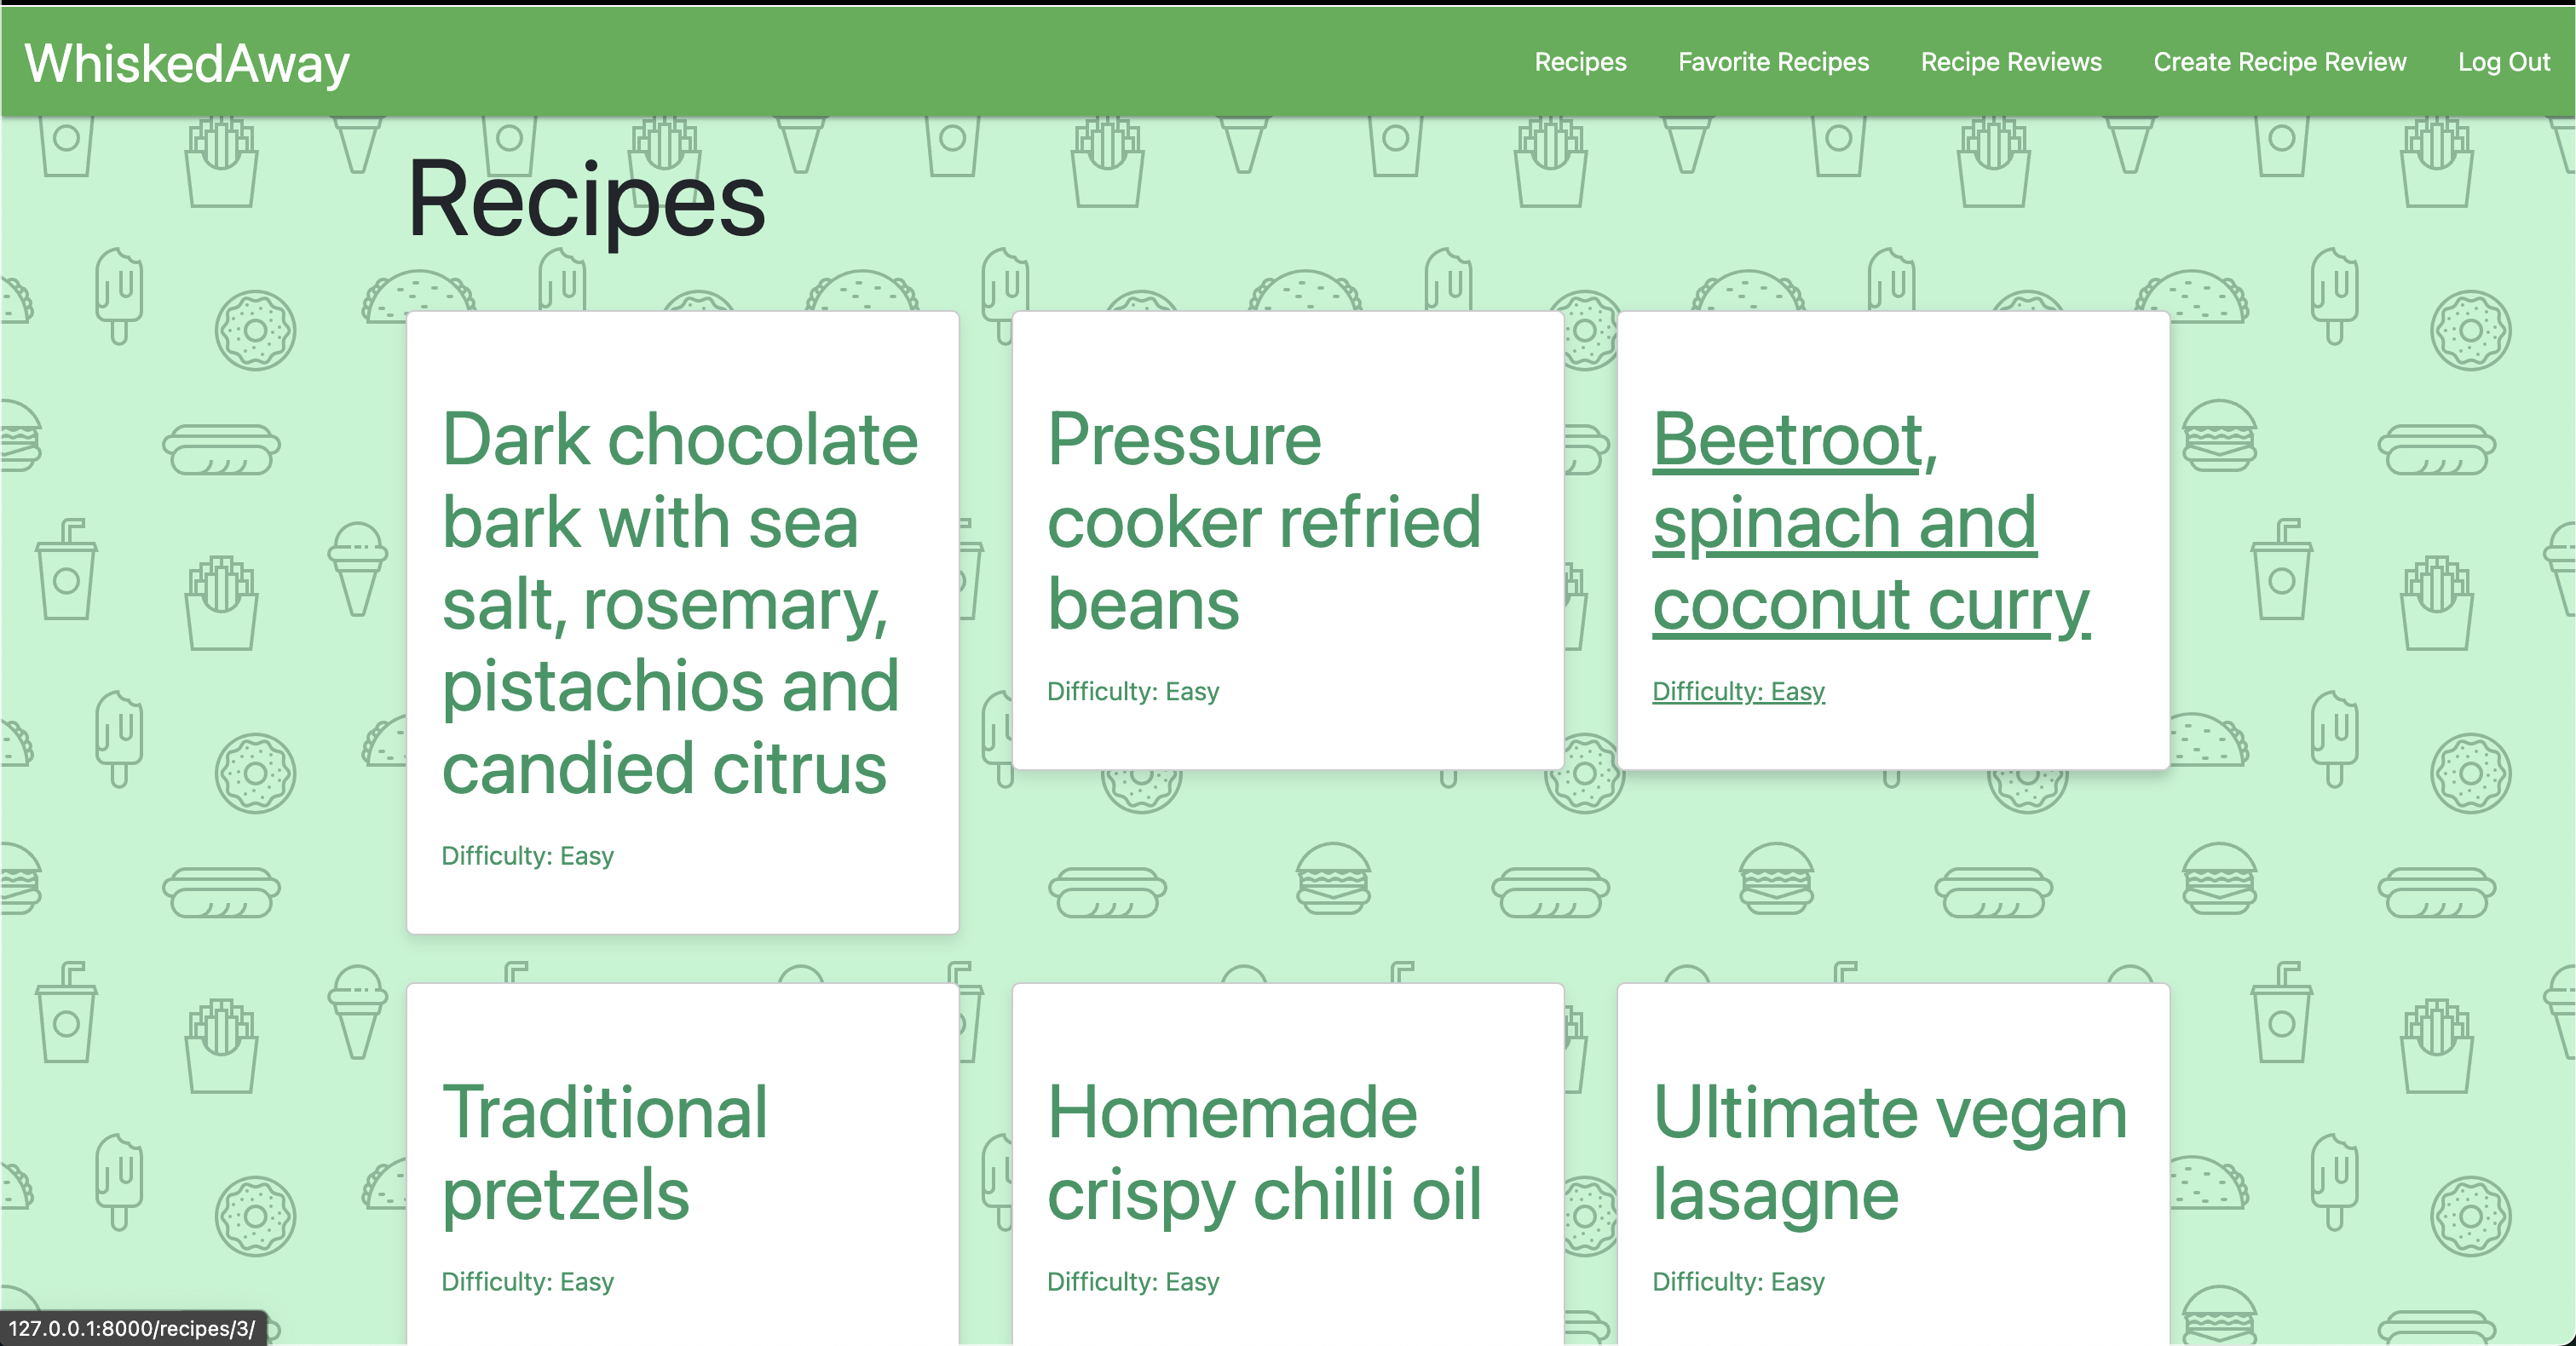 WhiskedAway
Recipes
Favorite Recipes
Recipe Reviews
Create Recipe Review
Log Out
Recipes
Dark chocolate
bark with sea
salt, rosemary,
pistachios and
candied citrus
Difficulty: Easy
Pressure
cooker refried
beans
Difficulty: Easy
Beetroot,
spinach and
coconut curry
Difficulty: Easy
Traditional
pretzels
Difficulty: Easy
Homemade
crispy chilli oil
Difficulty: Easy
Ultimate vegan
lasagne
Difficulty: Easy
127.0.0.1:8000/recipes/3/